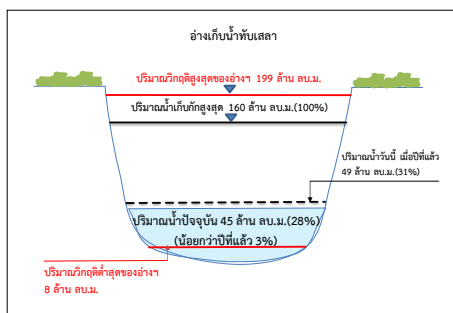 อ่างเก็บน้ำทับเสลา
ปริมาณวิกฤติสูงสุดของอ่างฯ 199 ล้าน ลบ.ม.
ปริมาณน้ำเก็บกักสูงสุด 160 ล้าน ลบ.ม.(100%)
ปริมาณน้ำวันนี้ เมื่อปีที่แล้ว
49 ล้าน ลบ.ม.(31%)
ปริมาณน้ำปัจจุบัน 45 ล้าน ลบ.ม.(28%)
(น้อยกว่าปีที่แล้ว 3%)
ปริมาณวิกฤติต่ำสุดของอ่างฯ
8 ล้าน ลบ.ม.